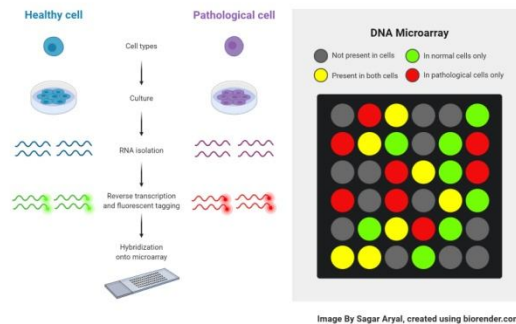 Healthy cell
Pathological cell
Cell types
Culture
RNA isolation
Reverse transcription
and fluorescent tagging
Hybridization
onto microarray
DNA Microarray
Not present in cells
In normal cells only
Present in both cells
In pathological cells only
Image By Sagar Aryal, created using biorender.com